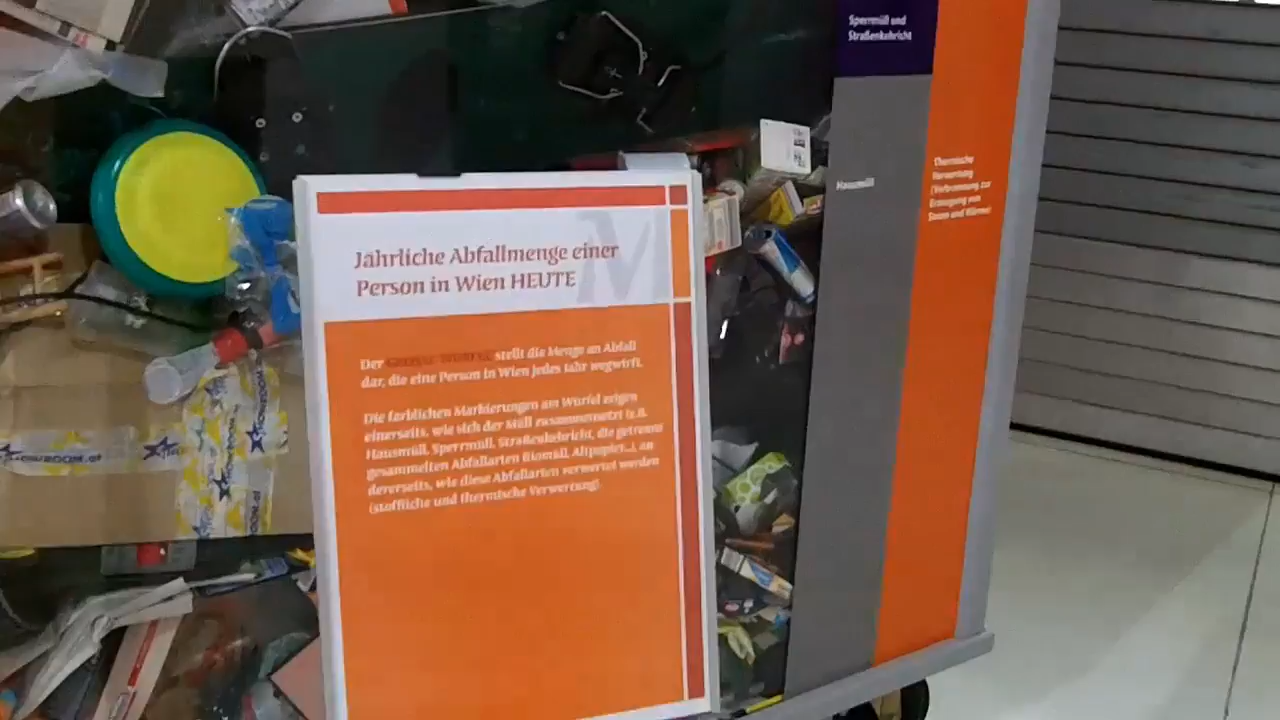 Sperrmüll und
Straßenkehricht
Hausmüll
Thermische
Verwertung
(Verbrennung zur
Erzeugung von
Strom und Wärme)
Jährliche Abfallmenge einer
Person in Wien HEUTE
Der stellt die Menge an Abfall
dar, die eine Person in Wien jedes Jahr wegwirft.
Die farblichen Markierungen am Würfel zeigen
einerseits, wie sich der Müll zusammensetzt (z.B.
Hausmüll, Sperrmüll, Straßenkehricht, die getrennt
gesammelten Abfallarten Biomüll, Altpapier...), an
dererseits, wie diese Abfallarten verwertet werden
(stoffliche und thermische Verwertung).